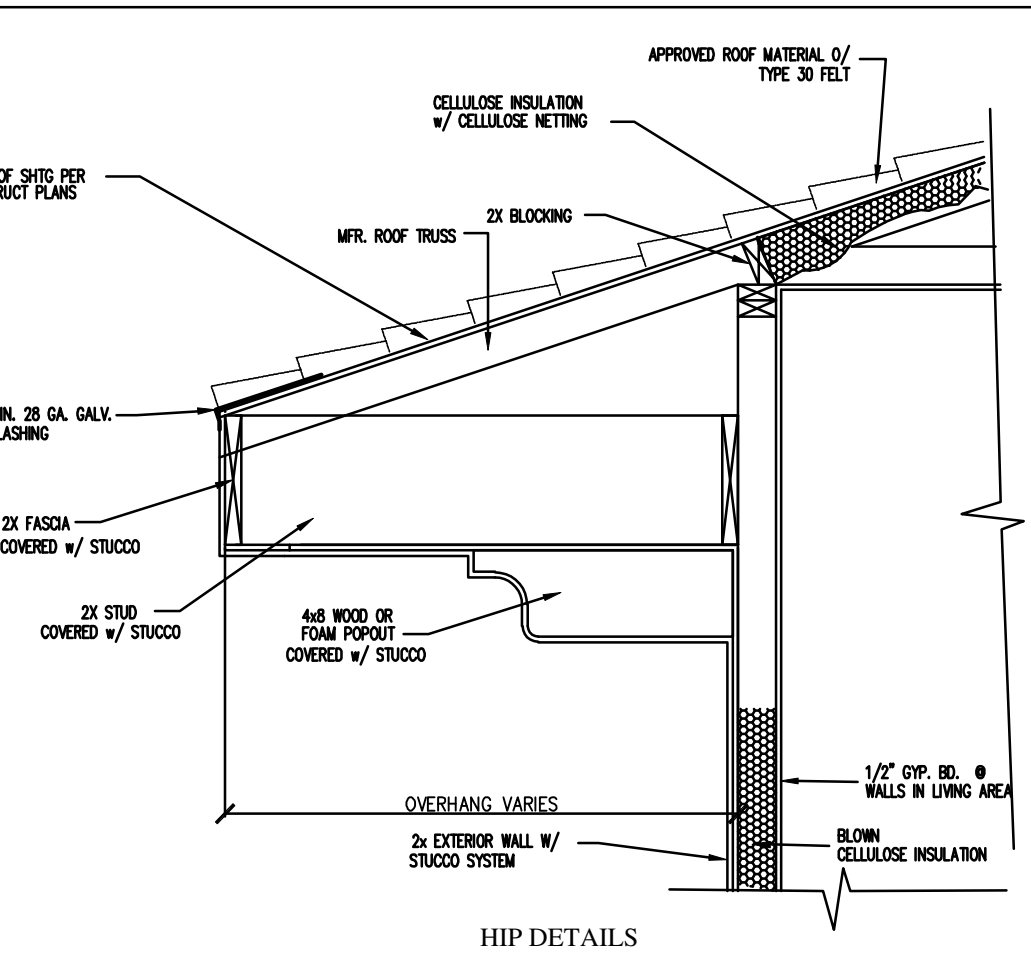 APPROVED ROOF MATERIAL O/
TYPE 30 FELT
CELLULOSE INSULATION
w/ CELLULOSE NETTING
OF SHTG PER
RUCT PLANS
2X BLOCKING
MFR. ROOF TRUSS
IN. 28 GA. GALV.
LASHING
2X FASCIA
COVERED w/ STUCCO
2X STUD
COVERED w/ STUCCO
4x8 WOOD OR
FOAM POPOUT
COVERED w/ STUCCO
1/2" GYP. BD. @
WALLS IN LIVING AREA
OVERHANG VARIES
2x EXTERIOR WALL W/
STUCCO SYSTEM
BLOWN
CELLULOSE INSULATION
HIP DETAILS